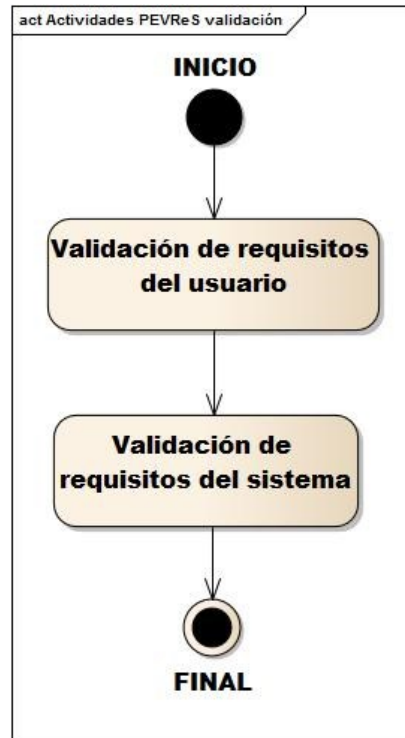 act Actividades PEVReS validación
INICIO
Validación de requisitos
del usuario
Validación de
requisitos del sistema
FINAL